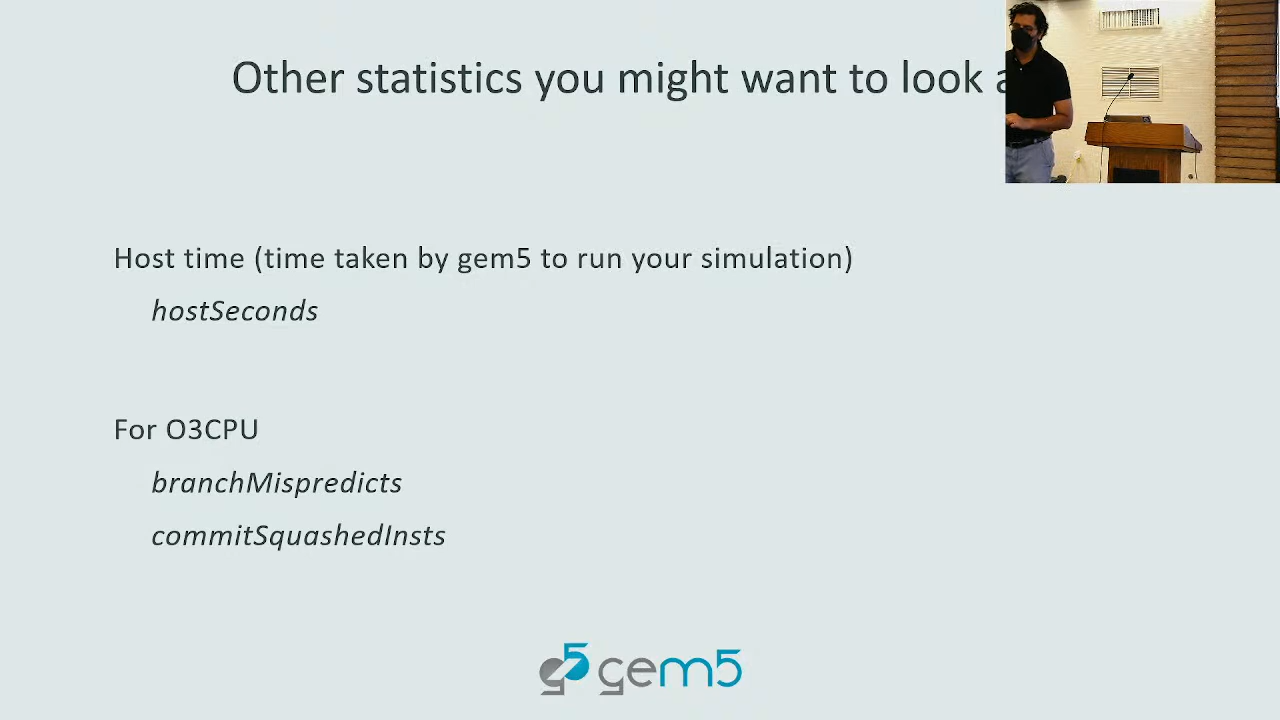 Other statistics you might want to look
Host time (time taken by gem5 to run your simulation)
hostSeconds
For O3CPU
branchMispredicts
commitSquashedInsts
g5 gem5